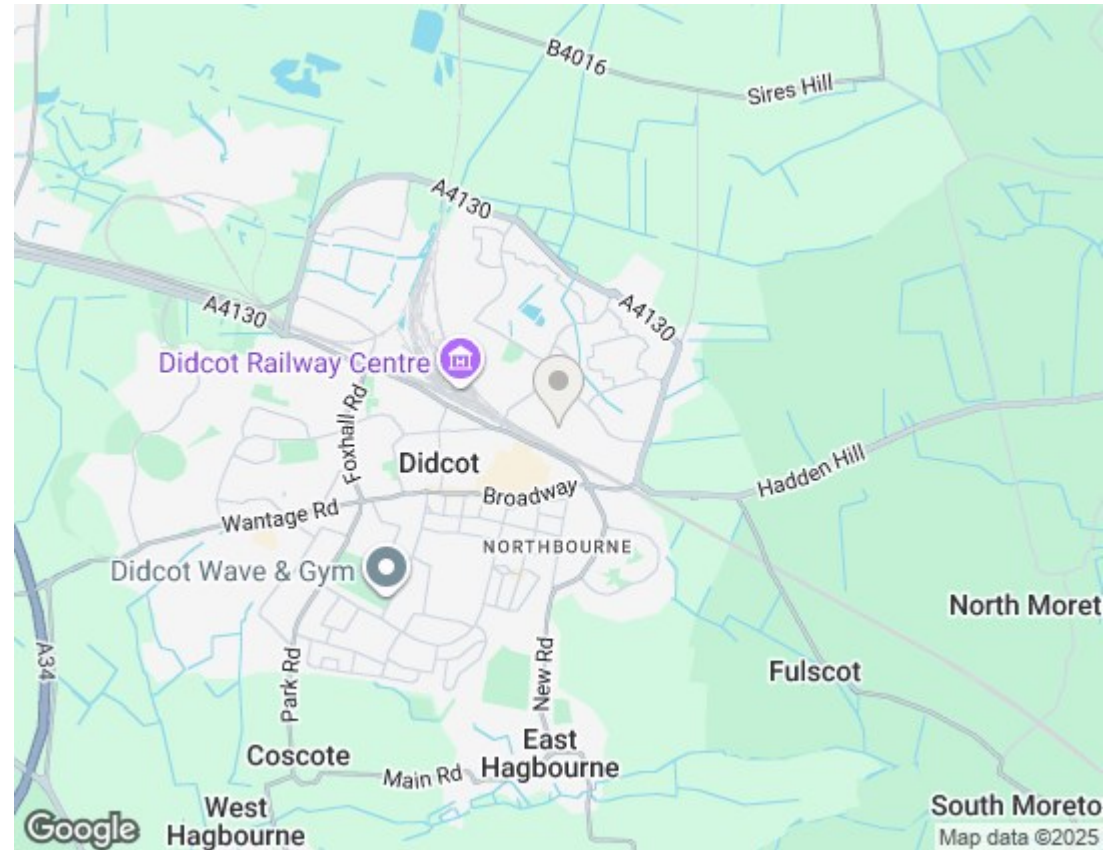 B4016
Sires Hill
A4130
A4130
A4130
Didcot Railway Centre
Foxhall Rd
Didcot
Hadden Hill
Broadway
Wantage Rd
NORTHBOURNE
Didcot Wave & Gym
North Moret
A34
Park Rd
New Rd
Fulscot
Coscote
East
Hagbourne
Main Rd
West
Hagbourne
South Moreto
Google
Map data ©2025